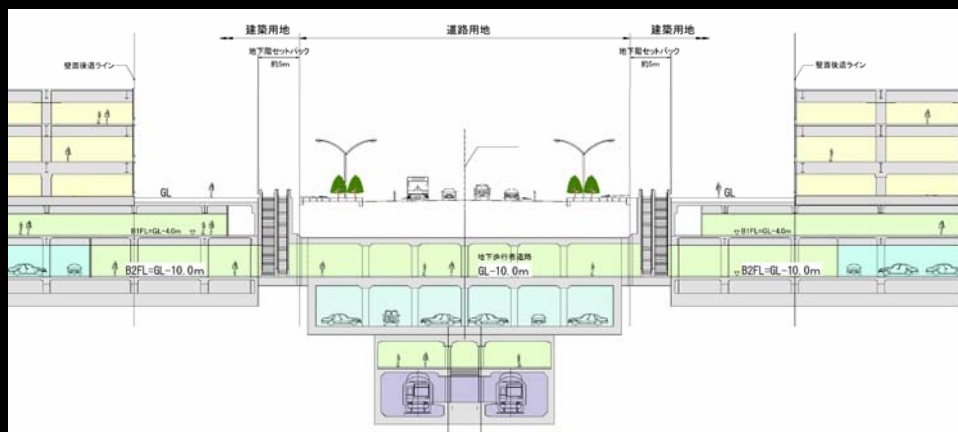 建築用地
道路用地
建築用地
地下階セットバック
約5m
地下階セットバック
約5m
壁面後退ライン
壁面後退ライン
GL
GL
B1FL=GL-4.0m
B1FL=GL-4.0m
地下歩行者道路
GL-10.0m
B2FL=GL-10.0m
B2FL=GL-10.0m